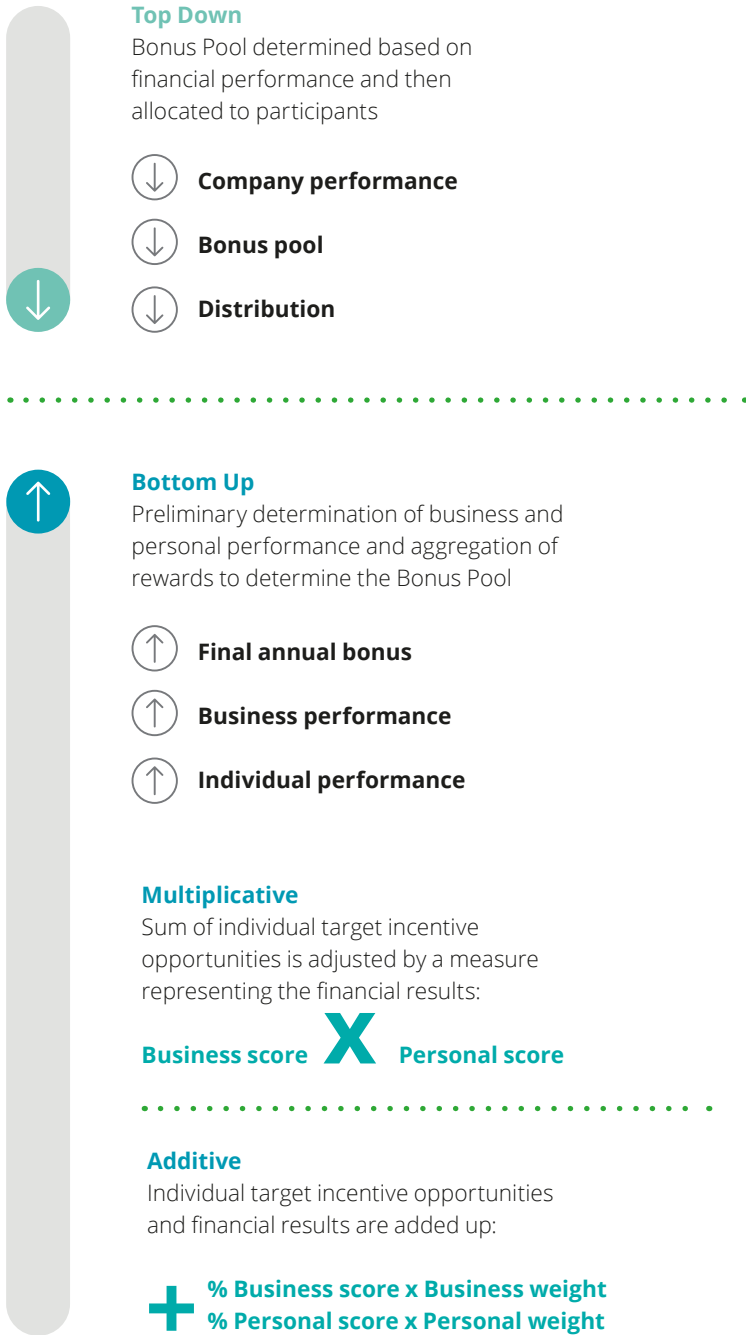 Top Down
Bonus Pool determined based on
financial performance and then
allocated to participants
Company performance
Bonus pool
Distribution
Bottom Up
Preliminary determination of business and
personal performance and aggregation of
rewards to determine the Bonus Pool
Final annual bonus
Business performance
Individual performance
Multiplicative
Sum of individual target incentive
opportunities is adjusted by a measure
representing the financial results:
Business score X Personal score
Additive
Individual target incentive opportunities
and financial results are added up:
+ % Business score x Business weight
% Personal score x Personal weight